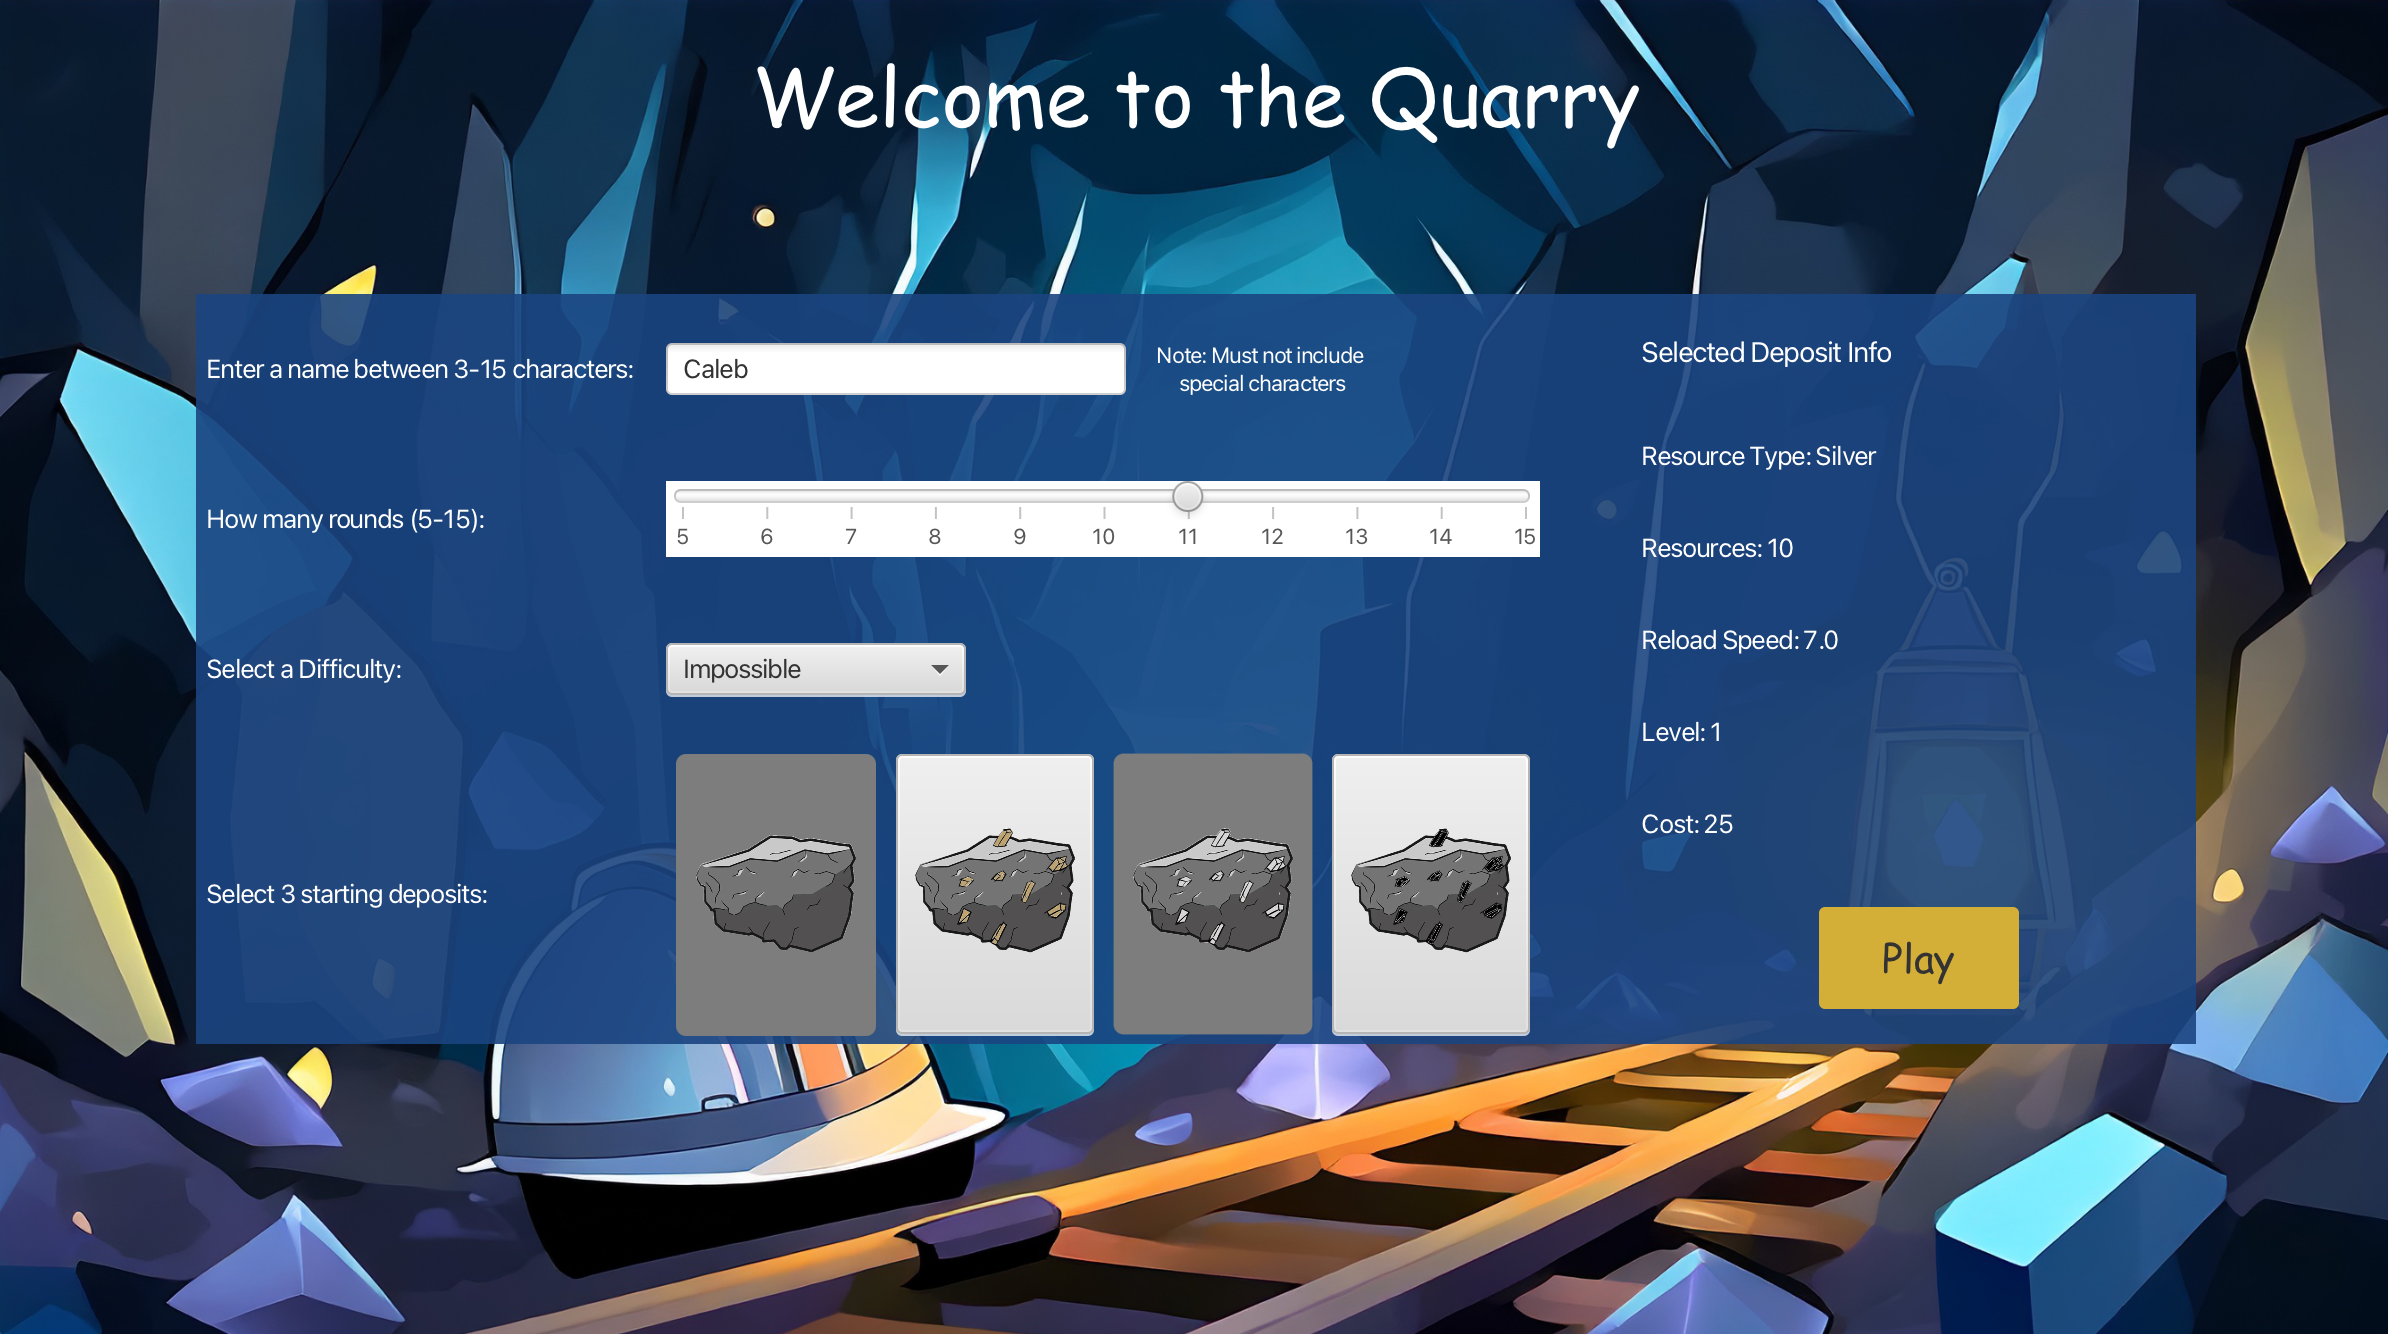 Welcome to the Quarry
Enter a name between 3-15 characters:
Caleb
Note: Must not include
special characters
How many rounds (5-15):
5 6 7 8 9 10 11 12 13 14 15
Select a Difficulty:
Impossible
Select 3 starting deposits:
Selected Deposit Info
Resource Type: Silver
Resources: 10
Reload Speed: 7.0
Level: 1
Cost: 25
Play